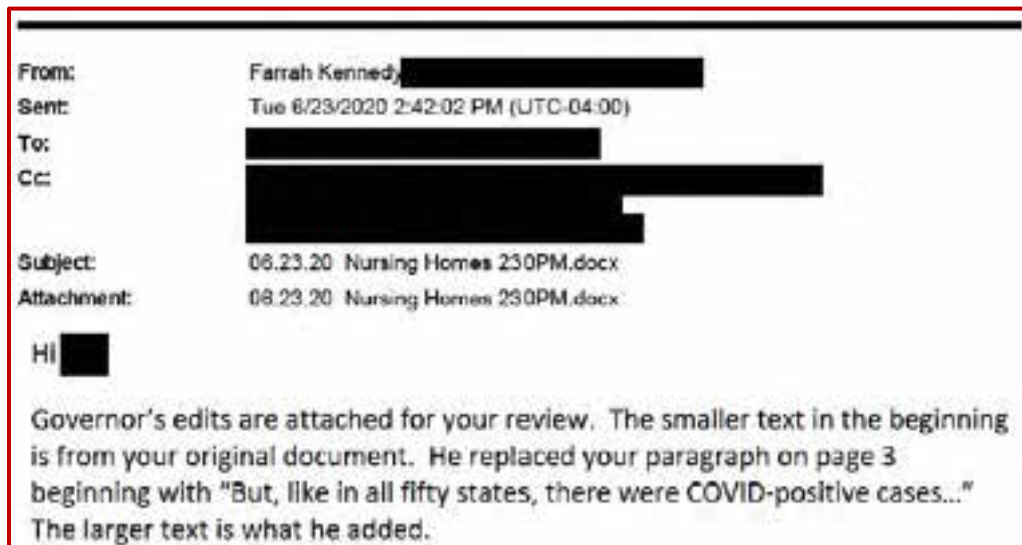 From: Farrah Kennedy
Sent: Tue 6/23/2020 2:42:02 PM (UTC-04:00)
To:
Cc:
Subject: 06.23.20 Nursing Homes 230PM.docx
Attachment: 06.23.20 Nursing Homes 230PM.docx
Hi
Governor's edits are attached for your review. The smaller text in the beginning
is from your original document. He replaced your paragraph on page 3
beginning with "But, like in all fifty states, there were COVID-positive cases..."
The larger text is what he added.